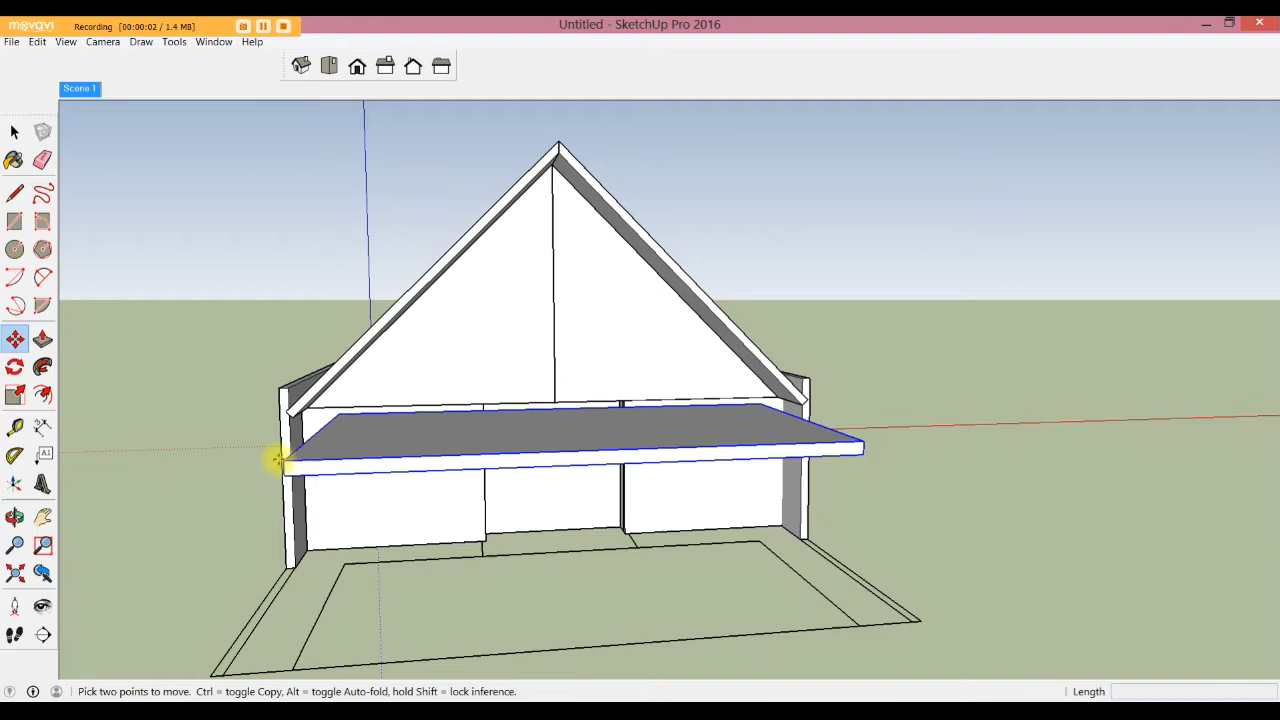 movavi
Recording [00:00:02 / 1.4 MB]
Untitled - SketchUp Pro 2016
File Edit View Camera Draw Tools Window Help
Scene 1
A1
Pick two points to move. Ctrl = toggle Copy, Alt = toggle Auto-fold, hold Shift = lock inference.
Length